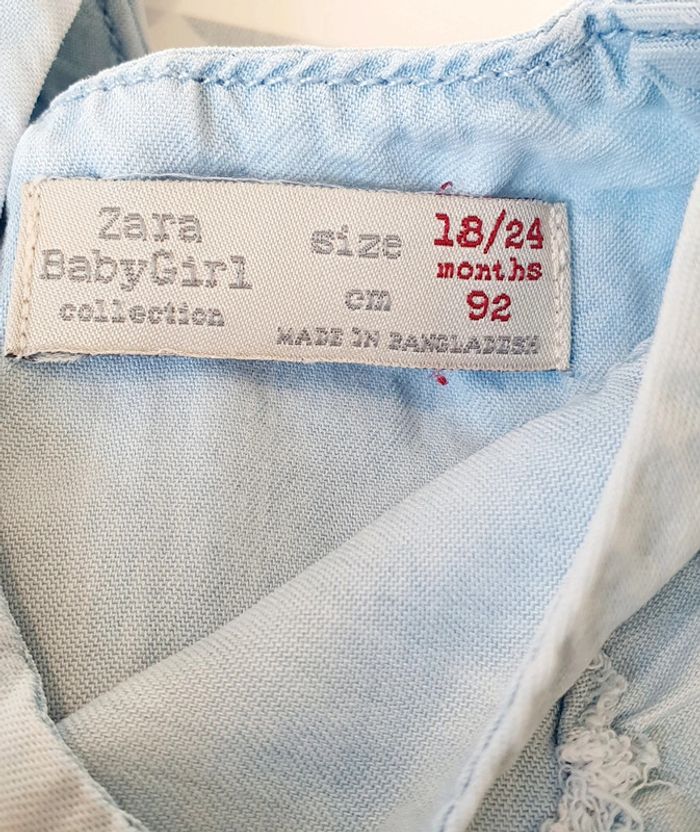 Zara
BabyGirl
collection
size 18/24
months
cm 92
MADE IN BANGLADESH